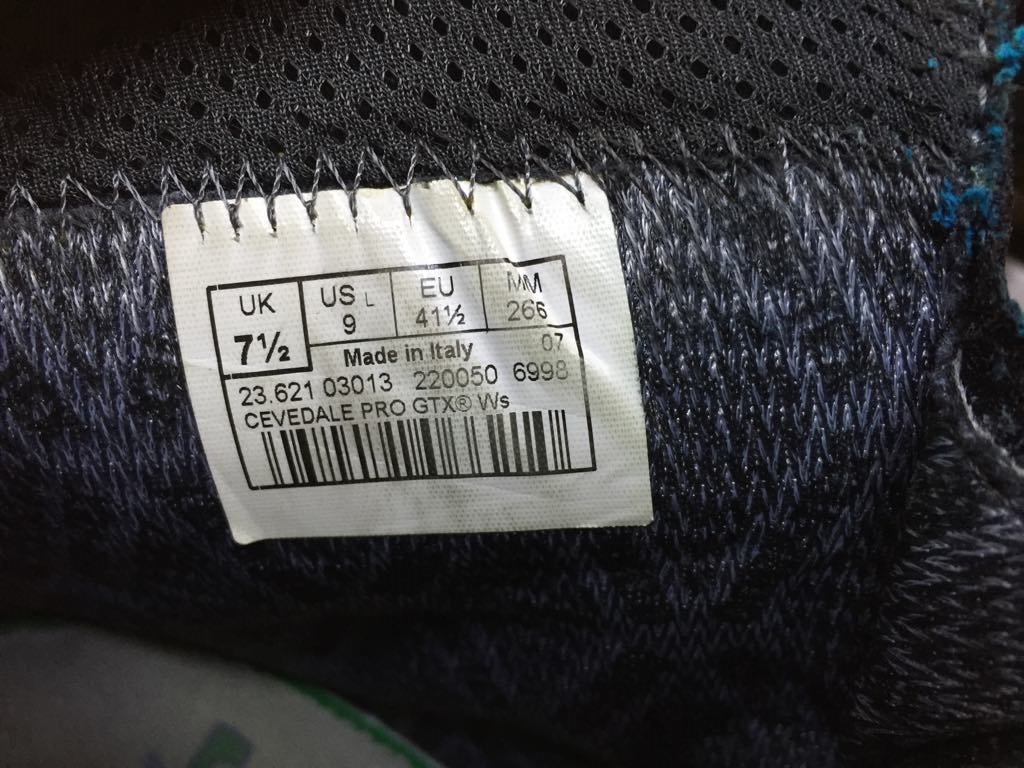 UK US L EU MM
7½ 9 41½ 266
Made in Italy 07
23.621 03013 220050 6998
CEVEDALE PRO GTX® Ws